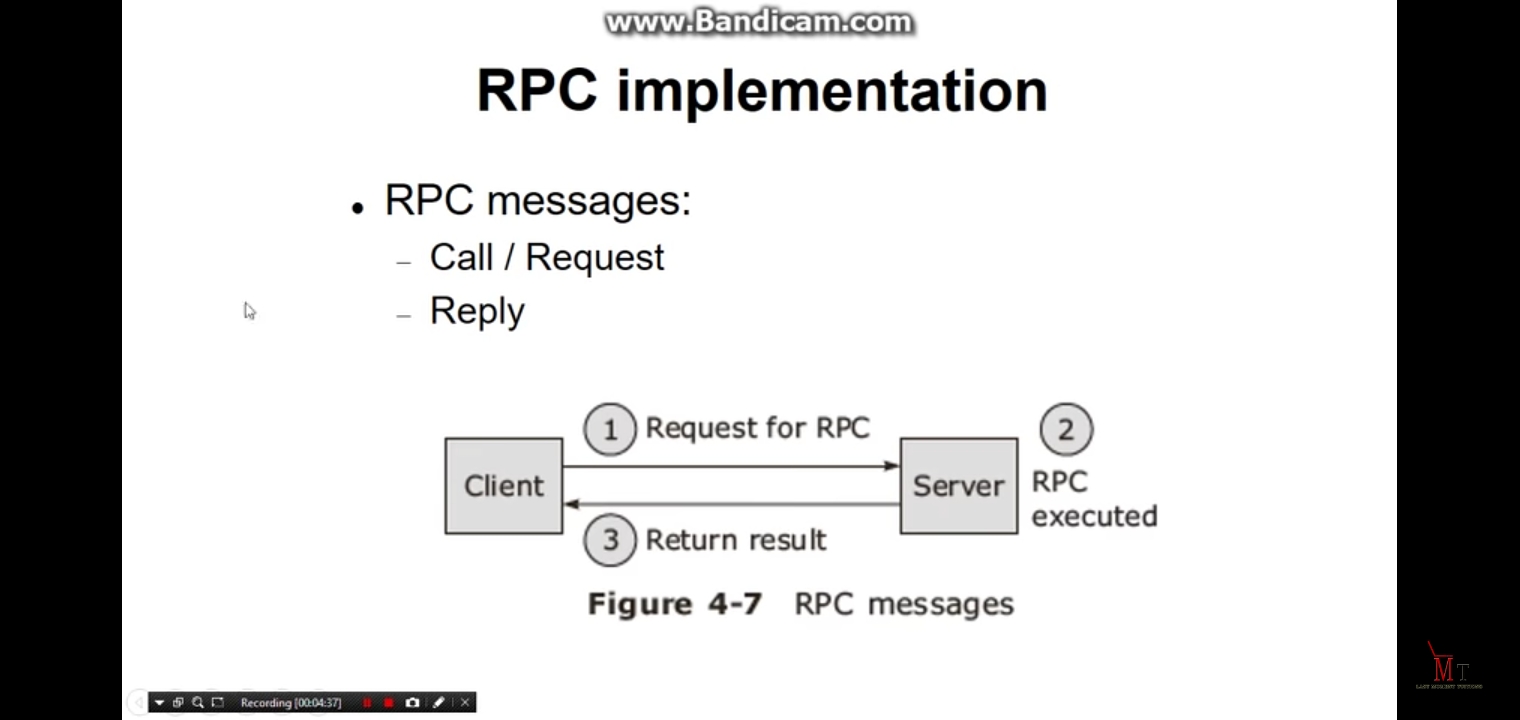 www.Bandicam.com
RPC implementation
• RPC messages:
– Call / Request
– Reply
1 Request for RPC
2
Client
Server
RPC
executed
3 Return result
Figure 4-7 RPC messages
Recording [00:04:37]
MT